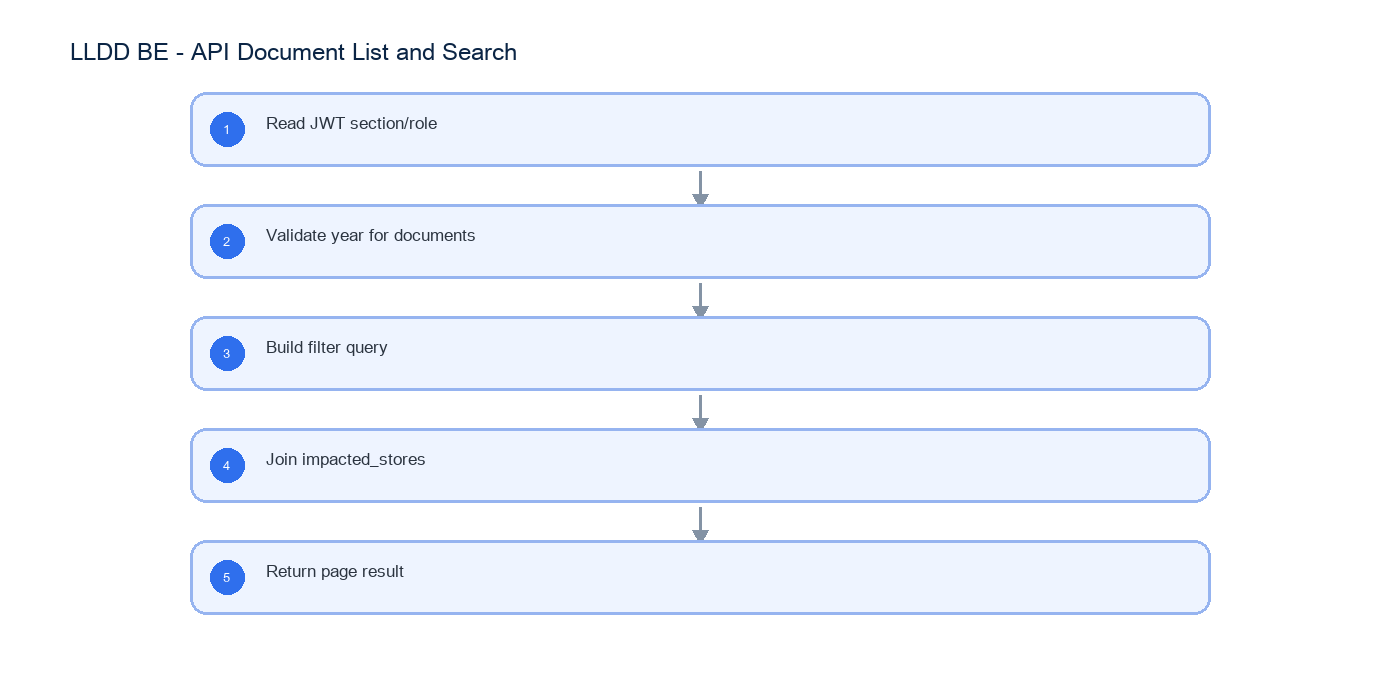 LLDD BE - API Document List and Search
1 Read JWT section/role
2 Validate year for documents
3 Build filter query
4 Join impacted_stores
5 Return page result